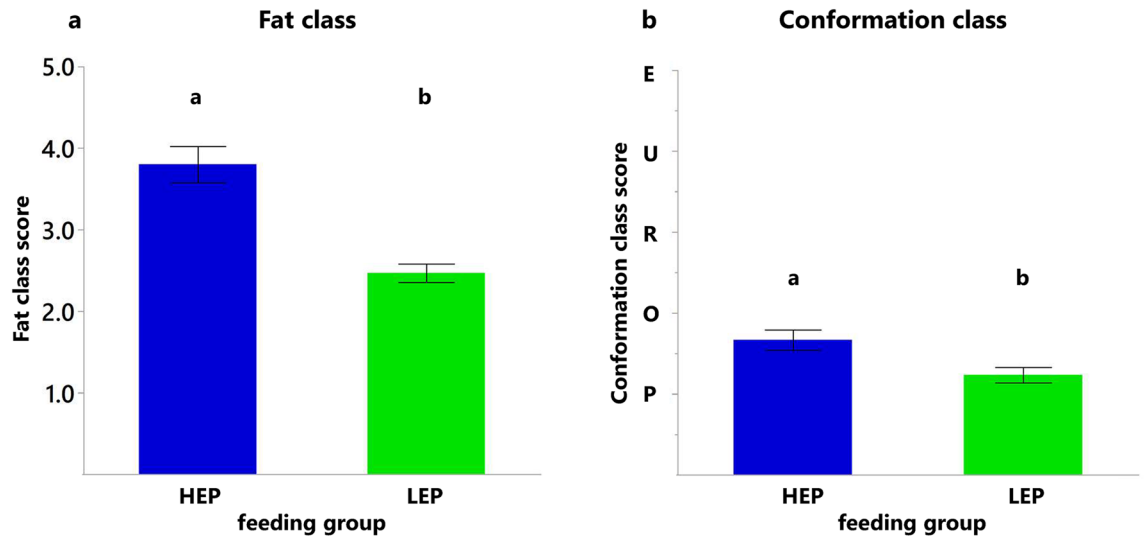 a
Fat class
Fat class score
5.0
4.0
3.0
2.0
1.0
a
b
HEP
LEP
feeding group
b
Conformation class
Conformation class score
E
U
R
O
P
a
b
HEP
LEP
feeding group